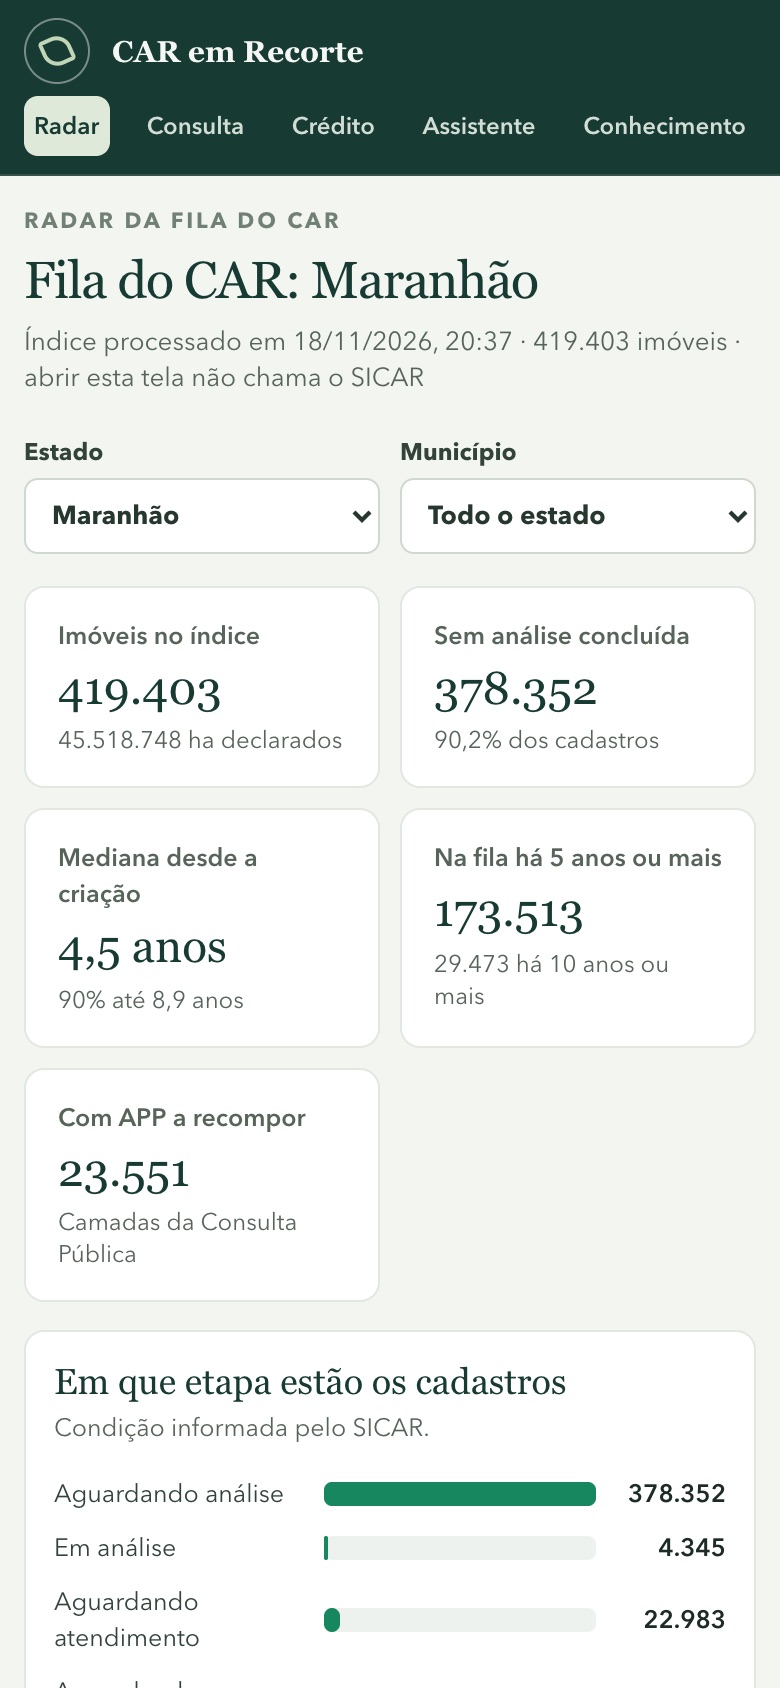 CAR em Recorte
Radar
Consulta
Crédito
Assistente
Conhecimento
RADAR DA FILA DO CAR
Fila do CAR: Maranhão
Índice processado em 18/11/2026, 20:37 · 419.403 imóveis ·
abrir esta tela não chama o SICAR
Estado
Município
Maranhão
Todo o estado
Imóveis no índice
419.403
45.518.748 ha declarados
Sem análise concluída
378.352
90,2% dos cadastros
Mediana desde a
criação
4,5 anos
90% até 8,9 anos
Na fila há 5 anos ou mais
173.513
29.473 há 10 anos ou
mais
Com APP a recompor
23.551
Camadas da Consulta
Pública
Em que etapa estão os cadastros
Condição informada pelo SICAR.
Aguardando análise
378.352
Em análise
4.345
Aguardando
atendimento
22.983